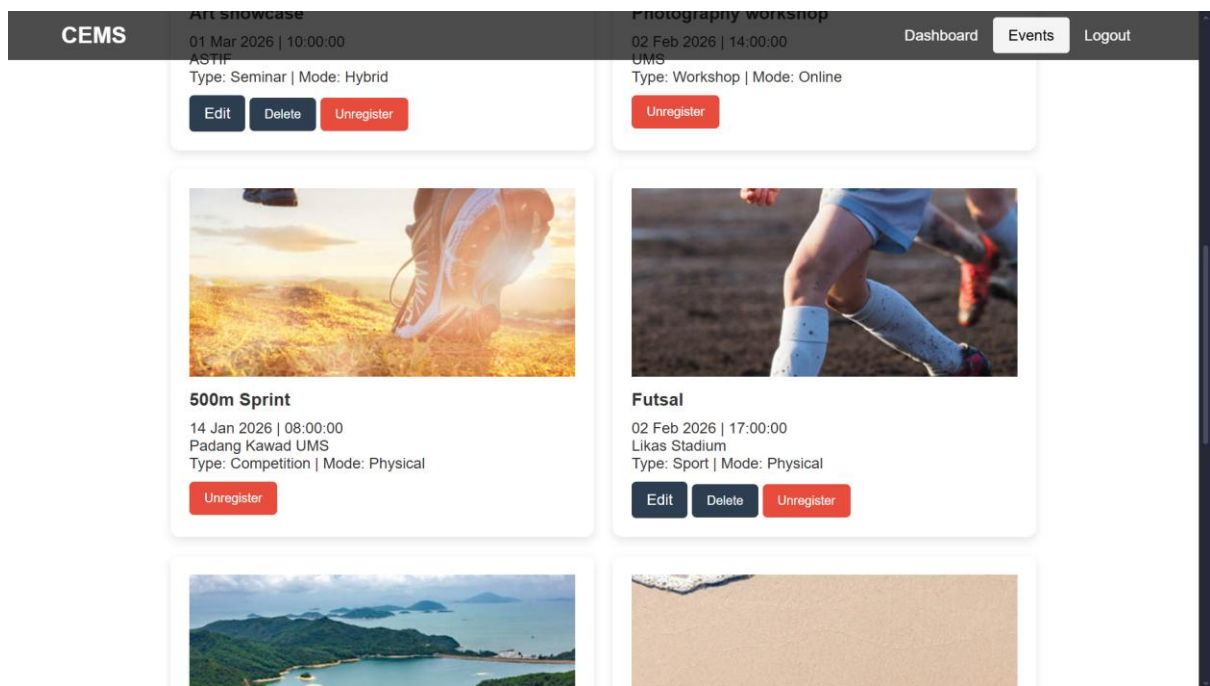 CEMS
Dashboard
Events
Logout
Art showcase
01 Mar 2026 | 10:00:00
ASTIF
Type: Seminar | Mode: Hybrid
Edit
Delete
Unregister
Photography workshop
02 Feb 2026 | 14:00:00
UMS
Type: Workshop | Mode: Online
Unregister
500m Sprint
14 Jan 2026 | 08:00:00
Padang Kawad UMS
Type: Competition | Mode: Physical
Unregister
Futsal
02 Feb 2026 | 17:00:00
Likas Stadium
Type: Sport | Mode: Physical
Edit
Delete
Unregister